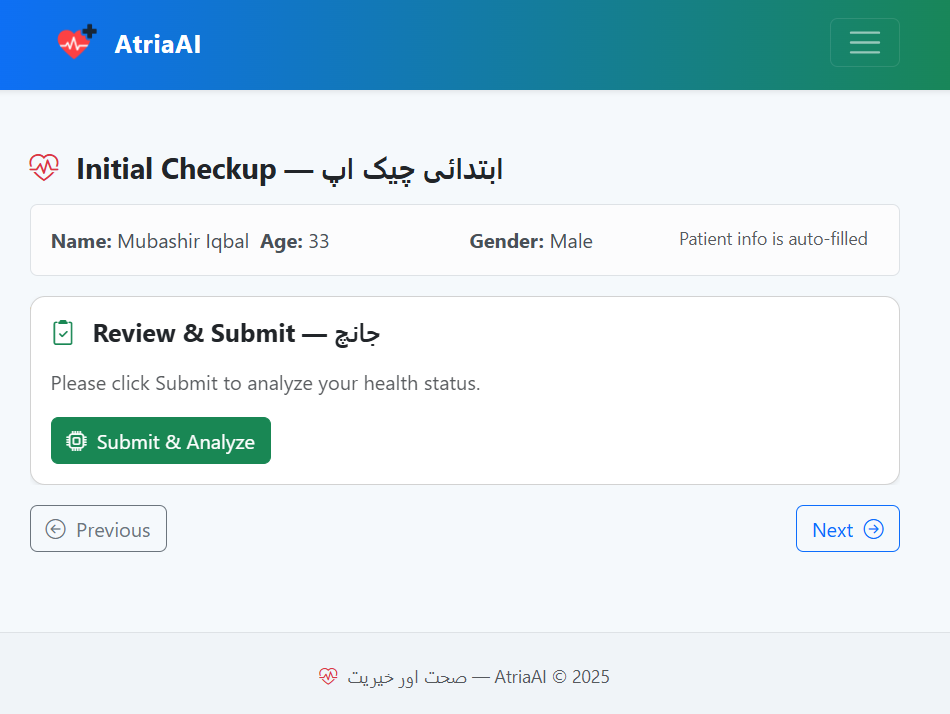 AtriaAI
Initial Checkup — ابتدائی چیک اپ
Name: Mubashir Iqbal Age: 33 Gender: Male Patient info is auto-filled
Review & Submit — جانچ
Please click Submit to analyze your health status.
Submit & Analyze
Previous Next
صحت اور خیریت — AtriaAI © 2025